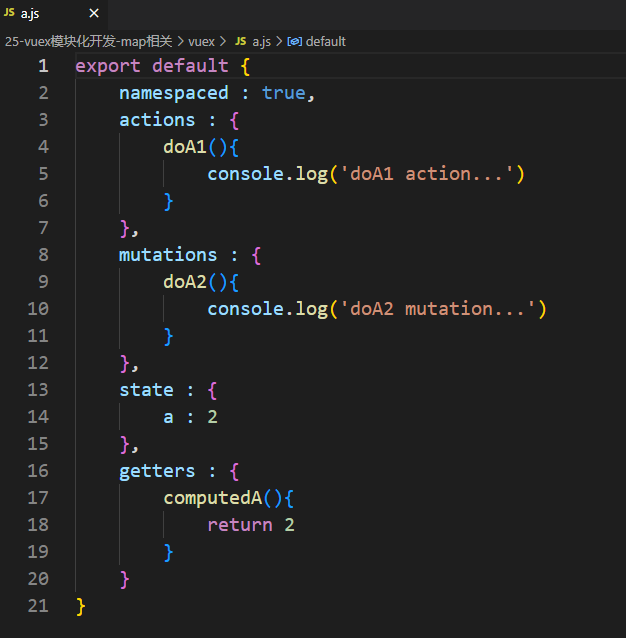 JS a.js ×
25-vuex模块化开发-map相关 > vuex > JS a.js > default
1 export default {
2 namespaced : true,
3 actions : {
4 doA1(){
5 console.log('doA1 action...')
6 }
7 },
8 mutations : {
9 doA2(){
10 console.log('doA2 mutation...')
11 }
12 },
13 state : {
14 a : 2
15 },
16 getters : {
17 computedA(){
18 return 2
19 }
20 }
21 }